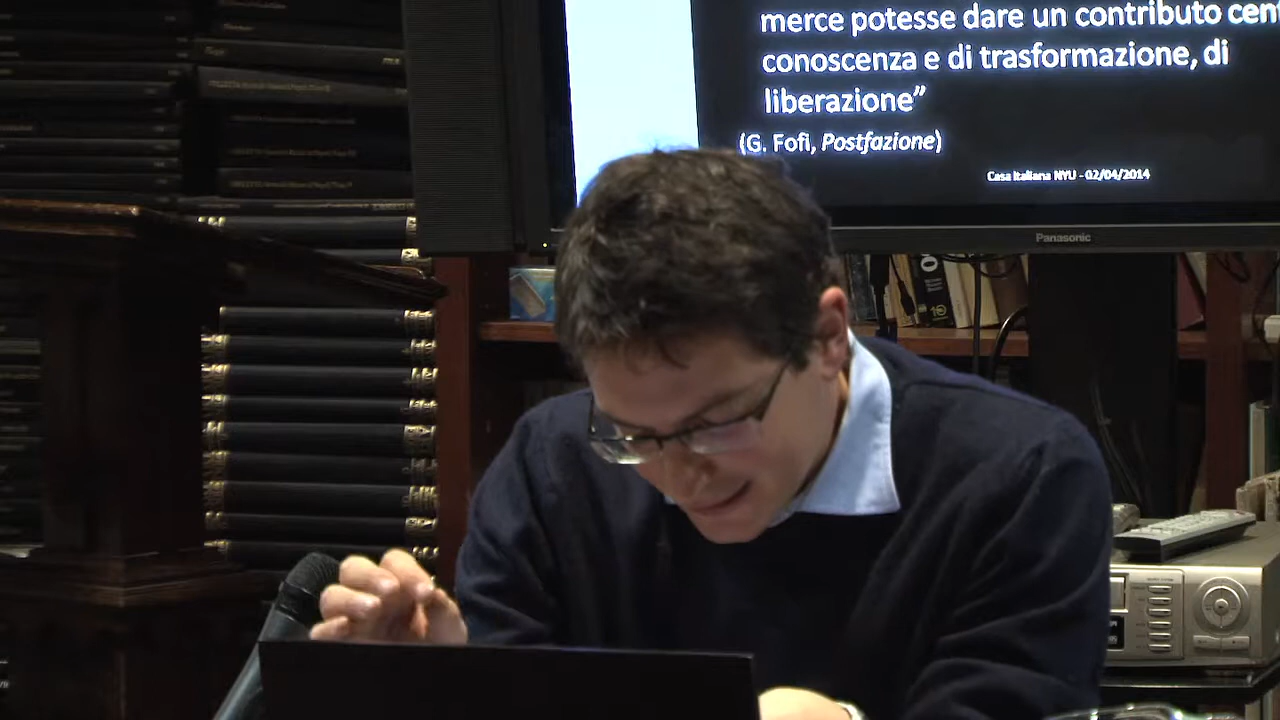 merce potesse dare un contributo cen
conoscenza e di trasformazione, di
liberazione”
(G. Fofi, Postfazione)
Casa Italiana NYU - 02/04/2014
Panasonic